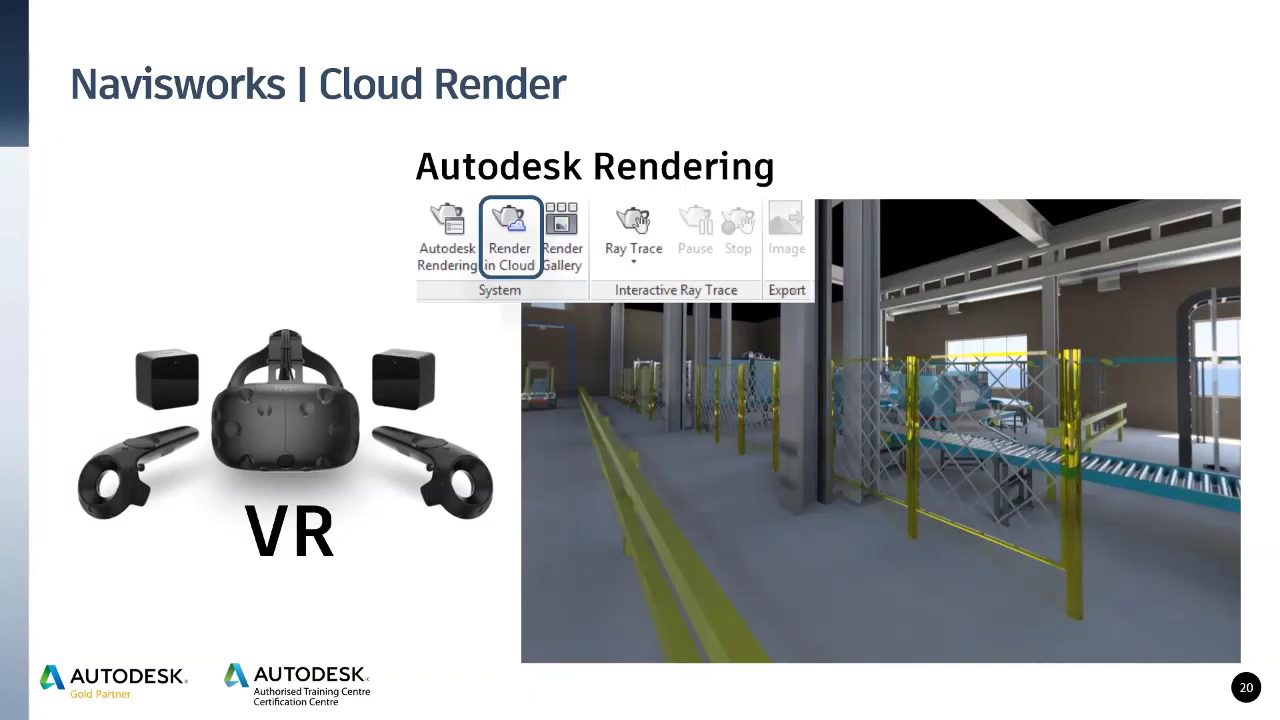 Navisworks | Cloud Render
Autodesk Rendering
Autodesk Rendering
Render in Cloud
Render Gallery
Ray Trace
Pause
Stop
Image
System
Interactive Ray Trace
Export
VR
AUTODESK®
Gold Partner
AUTODESK®
Authorised Training Centre
Certification Centre
20